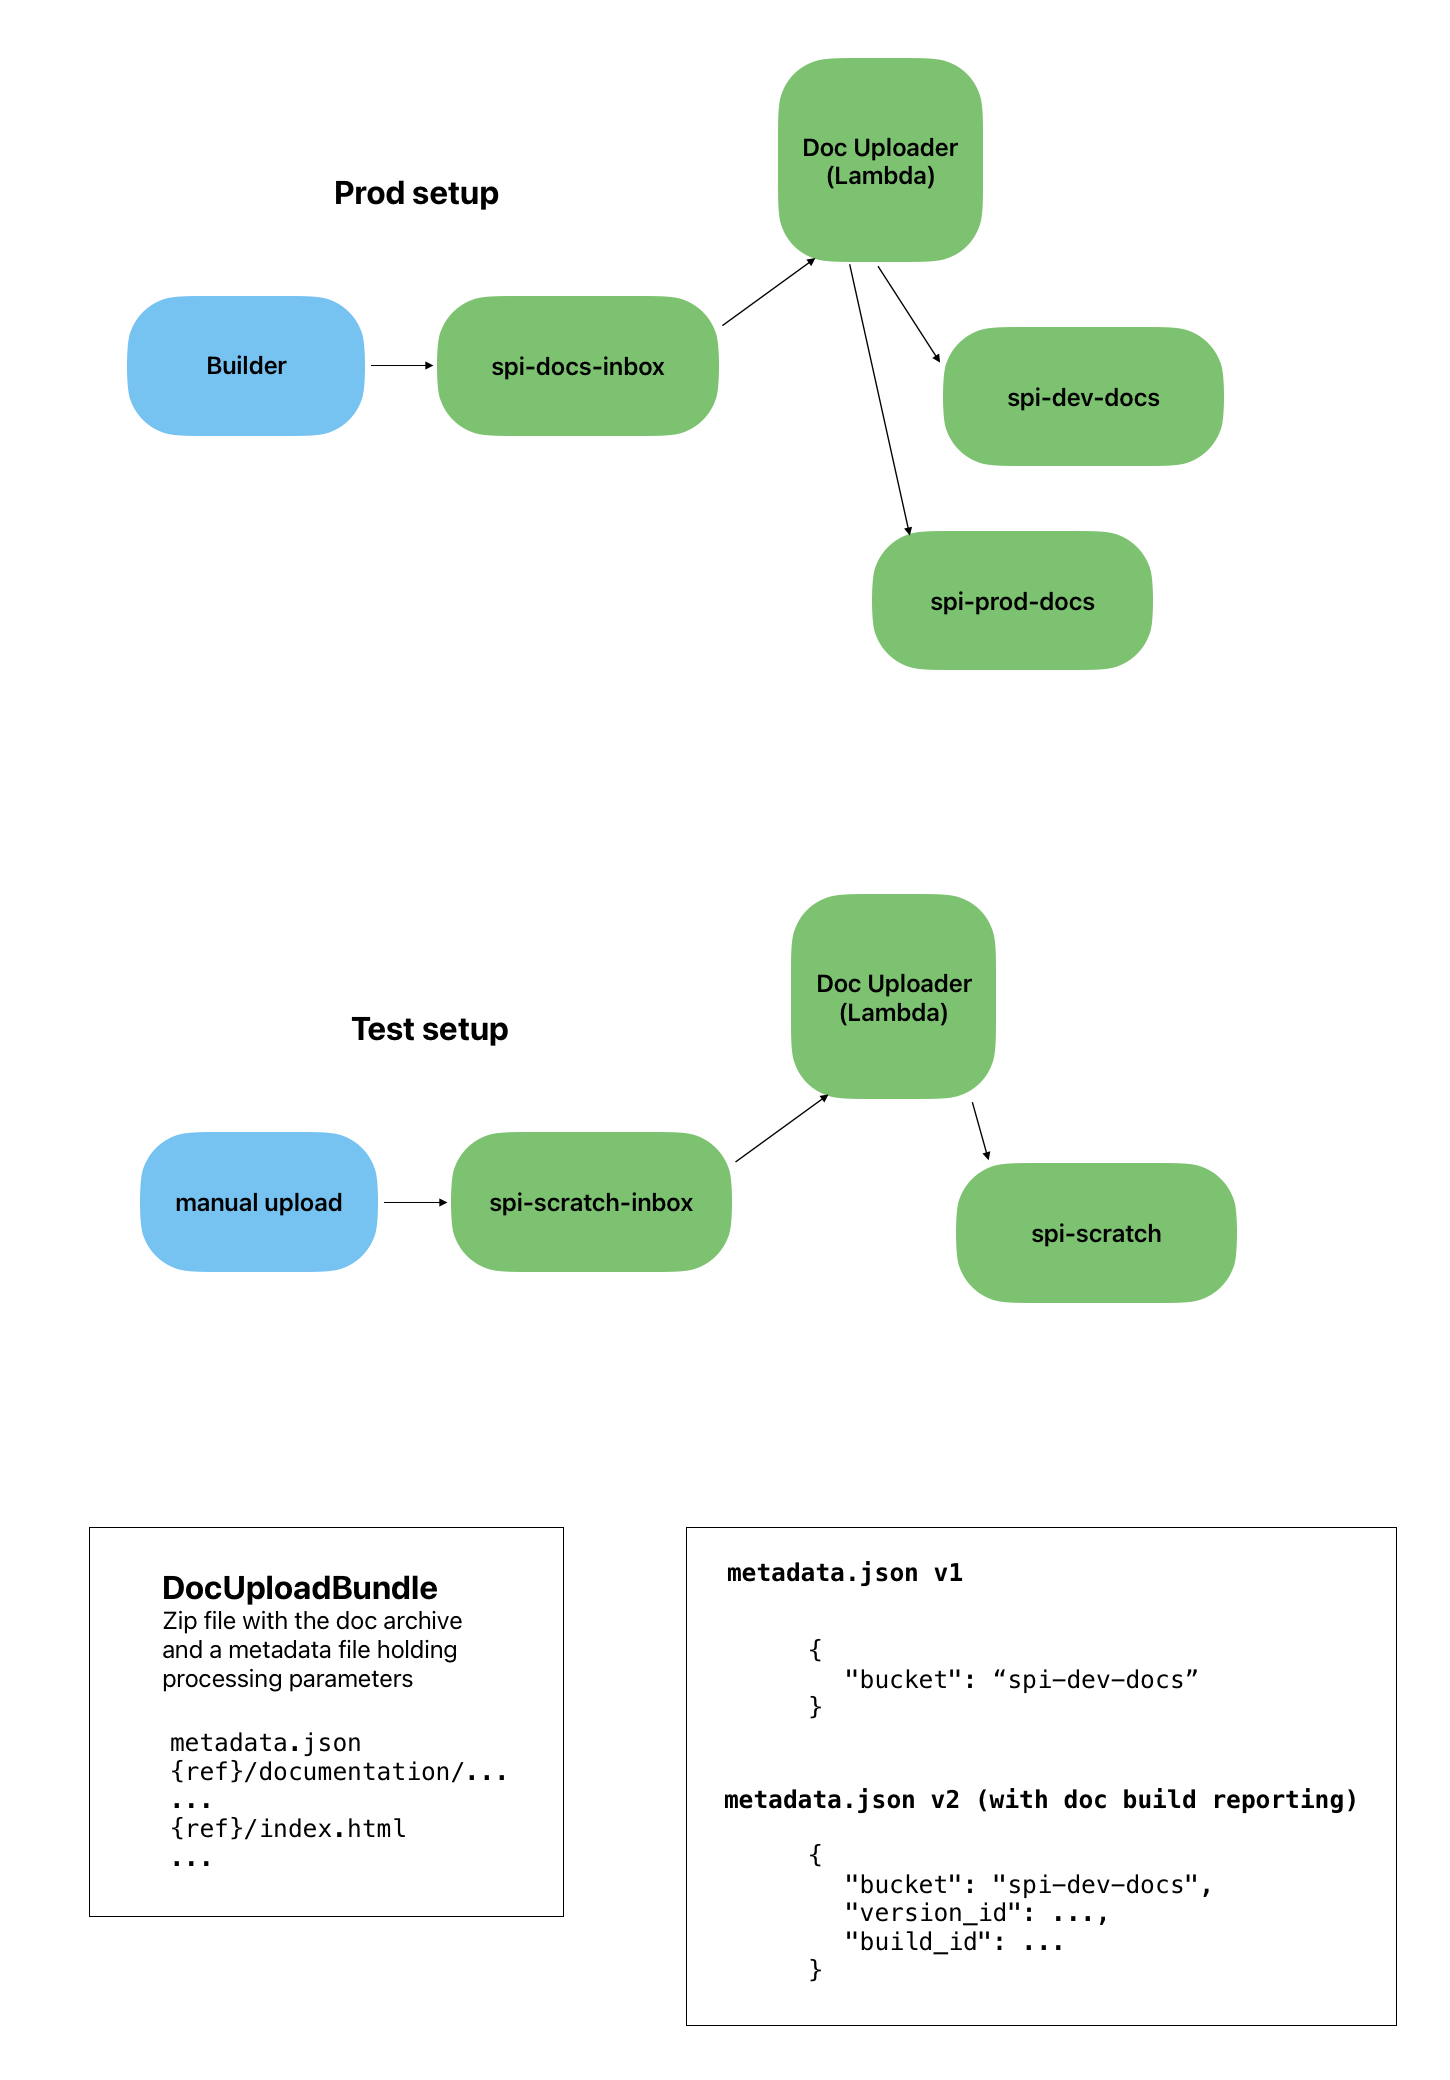 Prod setup
Doc Uploader
(Lambda)
Builder
spi-docs-inbox
spi-dev-docs
spi-prod-docs
Test setup
Doc Uploader
(Lambda)
manual upload
spi-scratch-inbox
spi-scratch
DocUploadBundle
Zip file with the doc archive
and a metadata file holding
processing parameters
metadata.json
{ref}/documentation/...
...
{ref}/index.html
...
metadata.json v1
{
"bucket": “spi-dev-docs”
}
metadata.json v2 (with doc build reporting)
{
"bucket": "spi-dev-docs",
"version_id": ...,
"build_id": ...
}